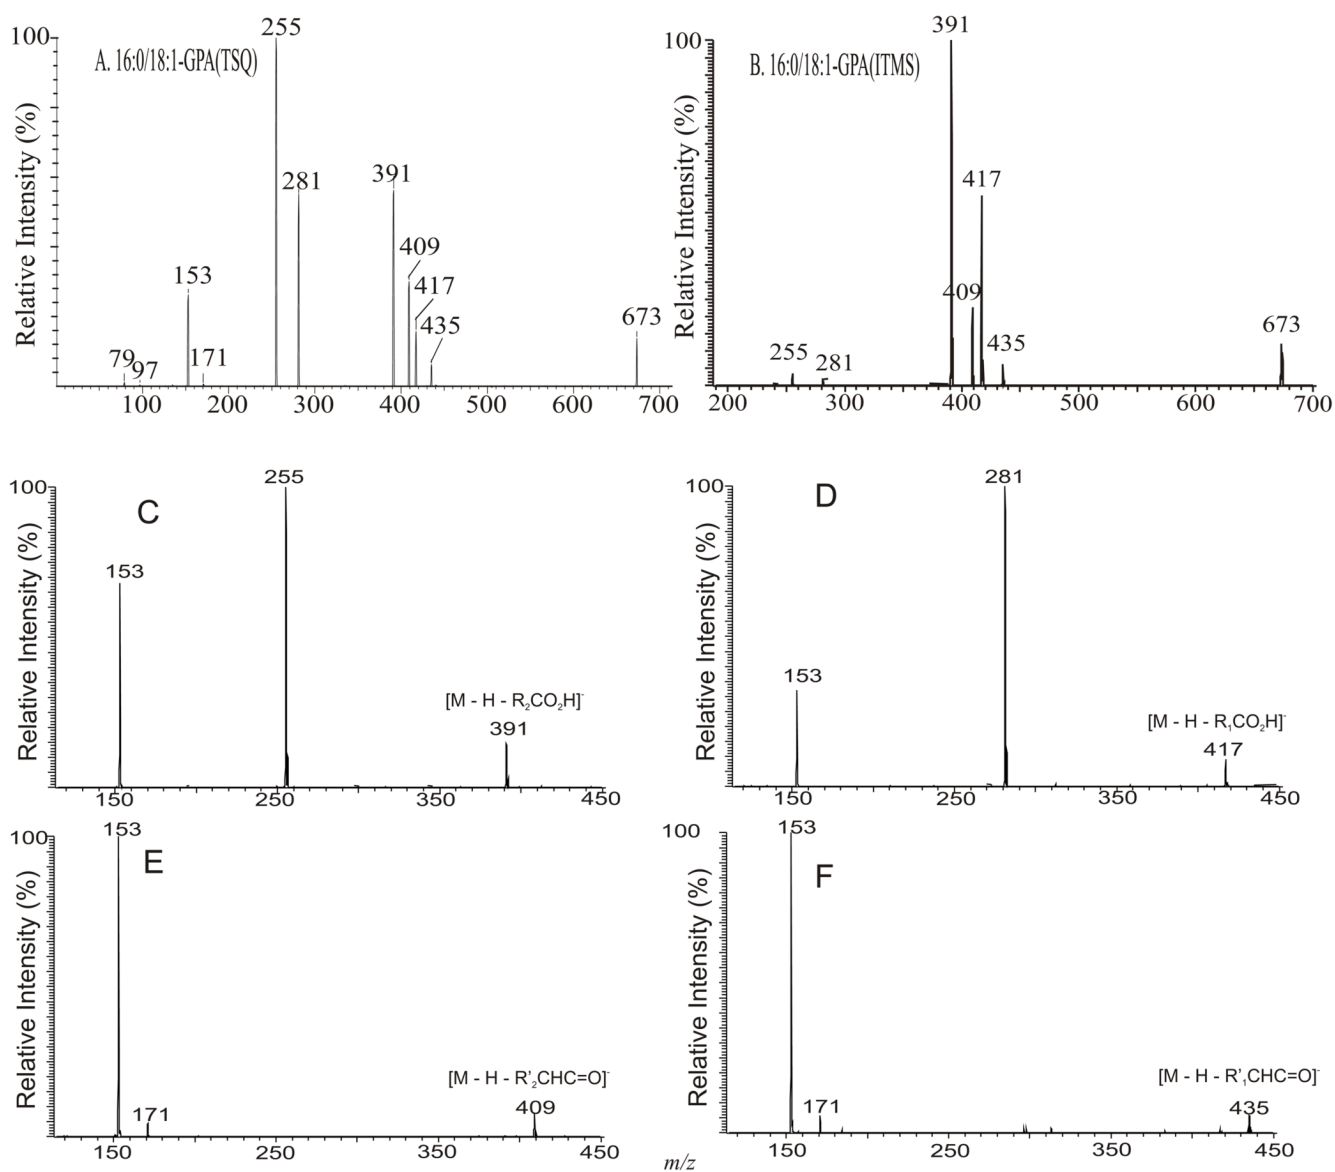 A. 16:0/18:1-GPA(TSQ)
Relative Intensity (%)
100
255
281
391
409
417
435
153
79
97
171
673
100 200 300 400 500 600 700
B. 16:0/18:1-GPA(ITMS)
Relative Intensity (%)
100
391
417
409
435
255
281
673
200 300 400 500 600 700
C
Relative Intensity (%)
100
255
153
[M - H - R₂CO₂H]⁻
391
150 250 350 450
D
Relative Intensity (%)
100
281
153
[M - H - R₁CO₂H]⁻
417
150 250 350 450
E
Relative Intensity (%)
100
153
171
[M - H - R'₂CHC=O]⁻
409
150 250 350 450
F
Relative Intensity (%)
100
153
171
[M - H - R'₁CHC=O]⁻
435
150 250 350 450
m/z